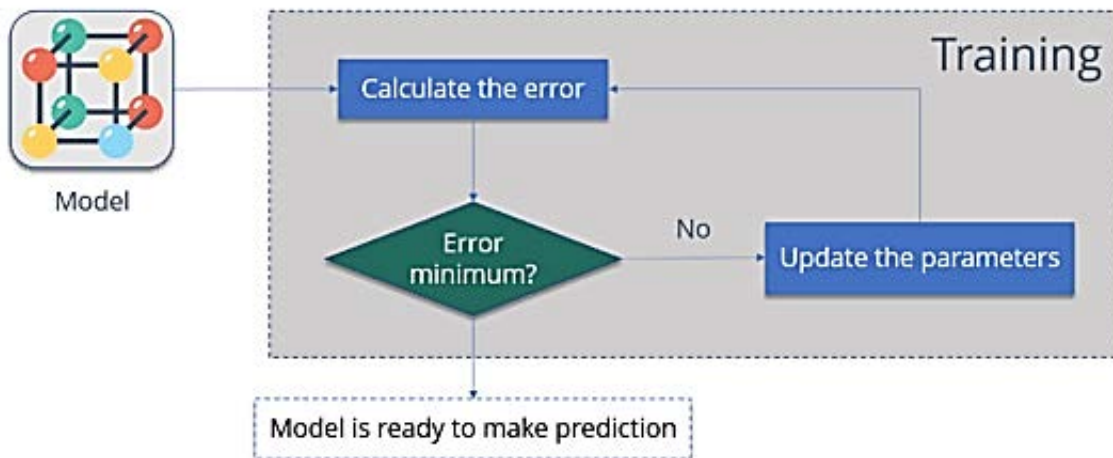 Training
Calculate the error
Model
Error
minimum?
No
Update the parameters
Model is ready to make prediction